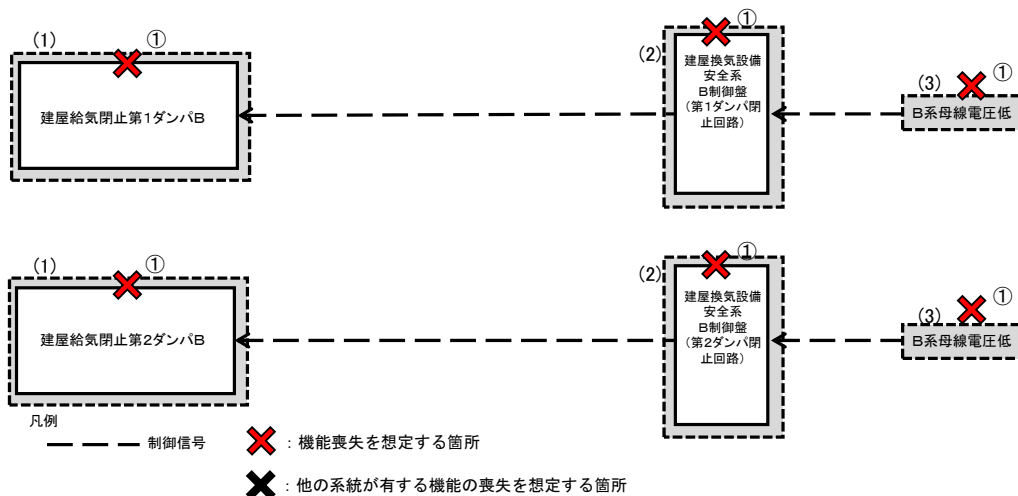 (1)
①
建屋給気閉止第1ダンパB
(2)
①
建屋換気設備
安全系
B制御盤
(第1ダンパ閉
止回路)
(3)
①
B系母線電圧低
(1)
①
建屋給気閉止第2ダンパB
(2)
①
建屋換気設備
安全系
B制御盤
(第2ダンパ閉
止回路)
(3)
①
B系母線電圧低
凡例
制御信号
：機能喪失を想定する箇所
：他の系統が有する機能の喪失を想定する箇所